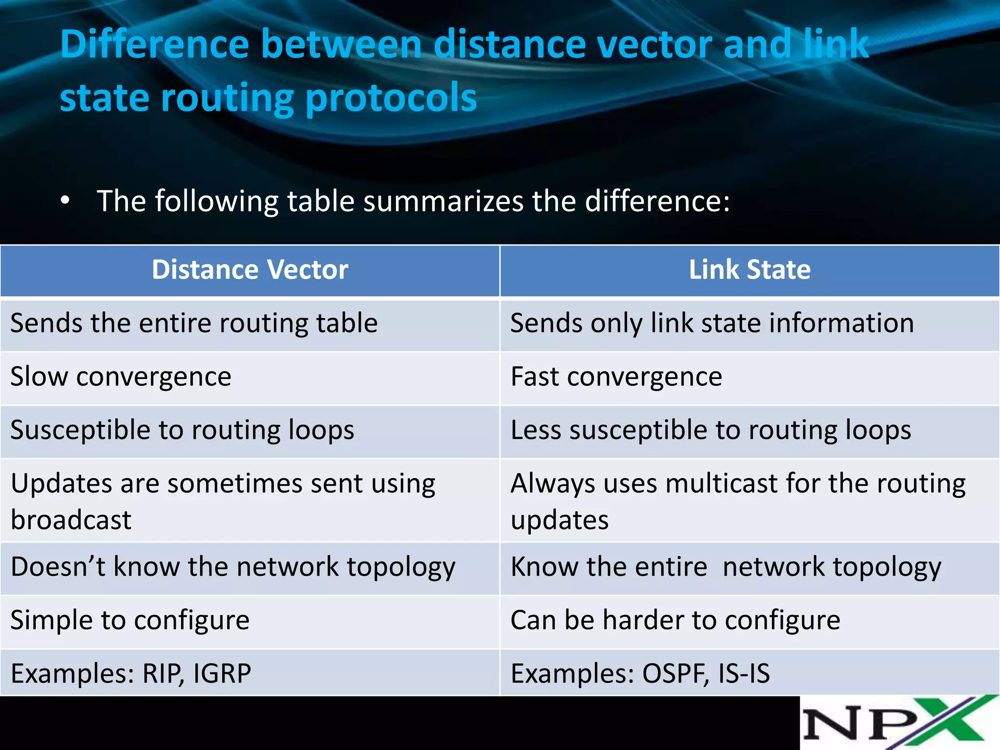 Difference between distance vector and link
state routing protocols
• The following table summarizes the difference:
Distance Vector
Link State
Sends the entire routing table
Sends only link state information
Slow convergence
Fast convergence
Susceptible to routing loops
Less susceptible to routing loops
Updates are sometimes sent using
broadcast
Always uses multicast for the routing
updates
Doesn’t know the network topology
Know the entire  network topology
Simple to configure
Can be harder to configure
Examples: RIP, IGRP
Examples: OSPF, IS-IS
NPX